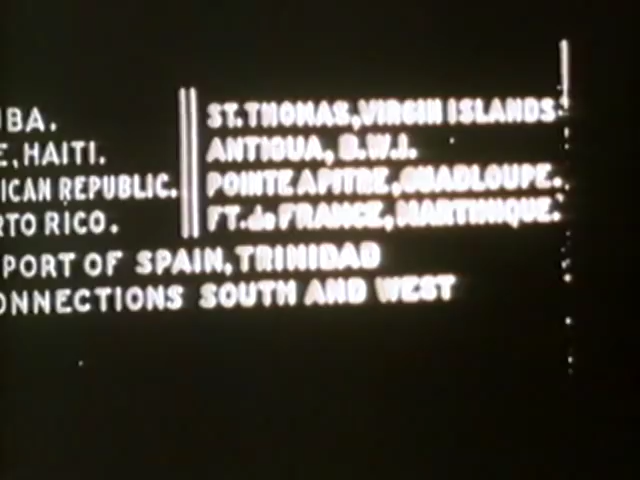 UBA. ST. THOMAS, VIRGIN ISLANDS.
E, HAITI. ANTIGUA, B.W.I.
ICAN REPUBLIC. POINTE APITRE, GUADLOUPE.
RTO RICO. FT. de FRANCE, MARTINIQUE.
PORT OF SPAIN, TRINIDAD
ONNECTIONS SOUTH AND WEST